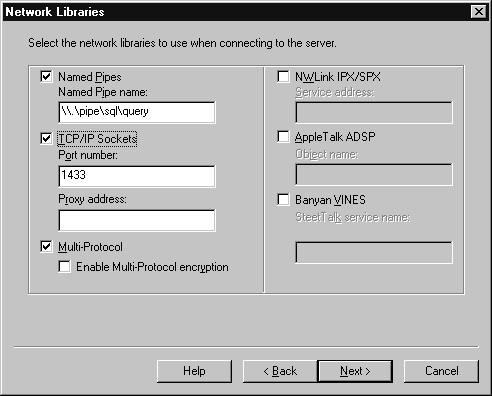 Network Libraries
Select the network libraries to use when connecting to the server.
Named Pipes
Named Pipe name:
\\.\pipe\sql\query
TCP/IP Sockets
Port number:
1433
Proxy address:
Multi-Protocol
Enable Multi-Protocol encryption
NWLink IPX/SPX
Service address:
AppleTalk ADSP
Object name:
Banyan VINES
SteetTalk service name:
Help
< Back
Next >
Cancel